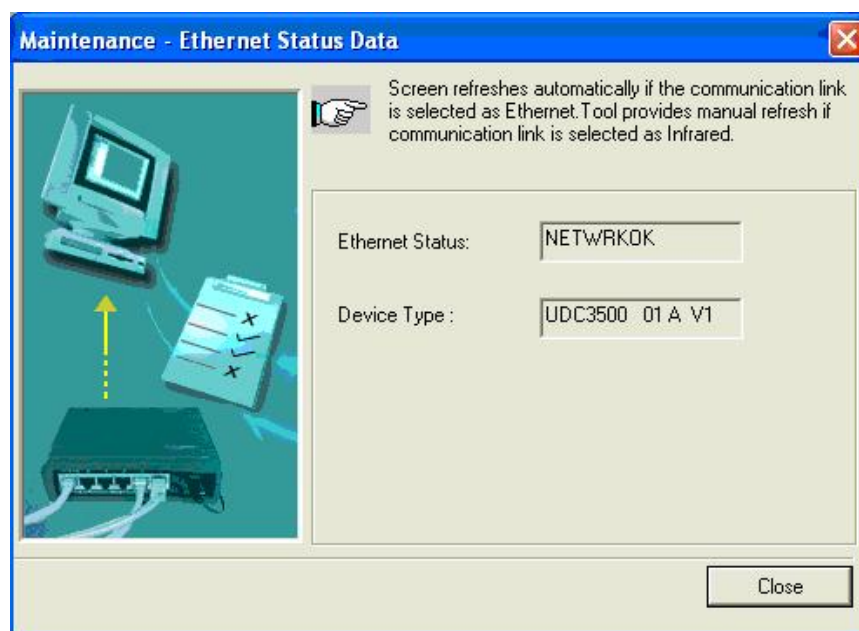 Maintenance - Ethernet Status Data
Screen refreshes automatically if the communication link
is selected as Ethernet.Tool provides manual refresh if
communication link is selected as Infrared.
Ethernet Status: NETWRKOK
Device Type : UDC3500 01 A V1
Close